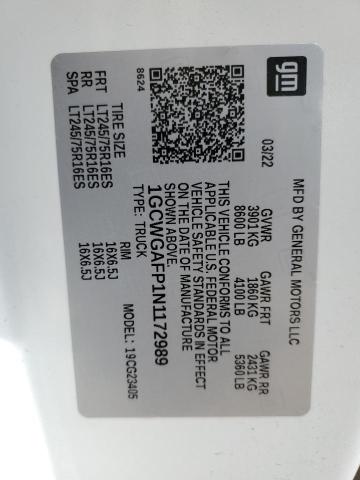 gm
MFD BY GENERAL MOTORS LLC
03/22
GVWR GAWR FRT GAWR RR
3901 KG 1860 KG 2431 KG
8600 LB 4100 LB 5360 LB
THIS VEHICLE CONFORMS TO ALL
APPLICABLE U.S. FEDERAL MOTOR
VEHICLE SAFETY STANDARDS IN EFFECT
ON THE DATE OF MANUFACTURE
SHOWN ABOVE.
1GCWGAFP1N1172989
TYPE: TRUCK MODEL: 19CG23405
8624
TIRE SIZE RIM
FRT LT245/75R16ES 16X6.5J
RR LT245/75R16ES 16X6.5J
SPA LT245/75R16ES 16X6.5J